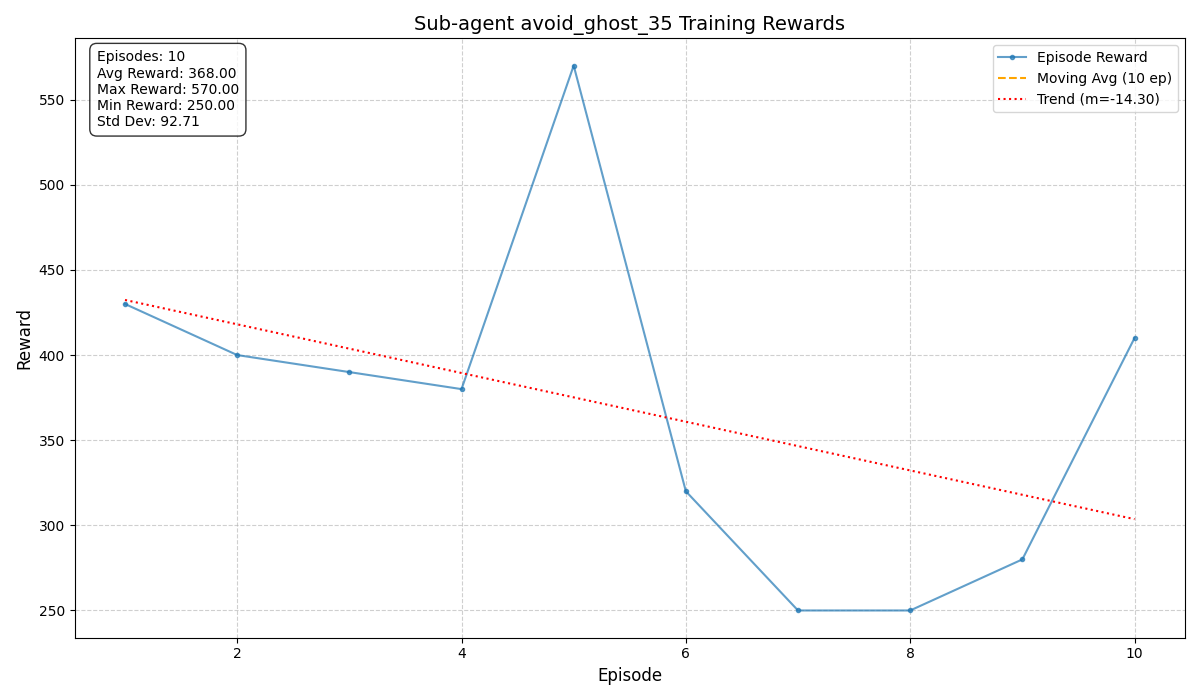 Sub-agent avoid_ghost_35 Training Rewards
Episodes: 10
Avg Reward: 368.00
Max Reward: 570.00
Min Reward: 250.00
Std Dev: 92.71
Episode Reward
Moving Avg (10 ep)
Trend (m=-14.30)
Reward
550
500
450
400
350
300
250
2
4
6
8
10
Episode